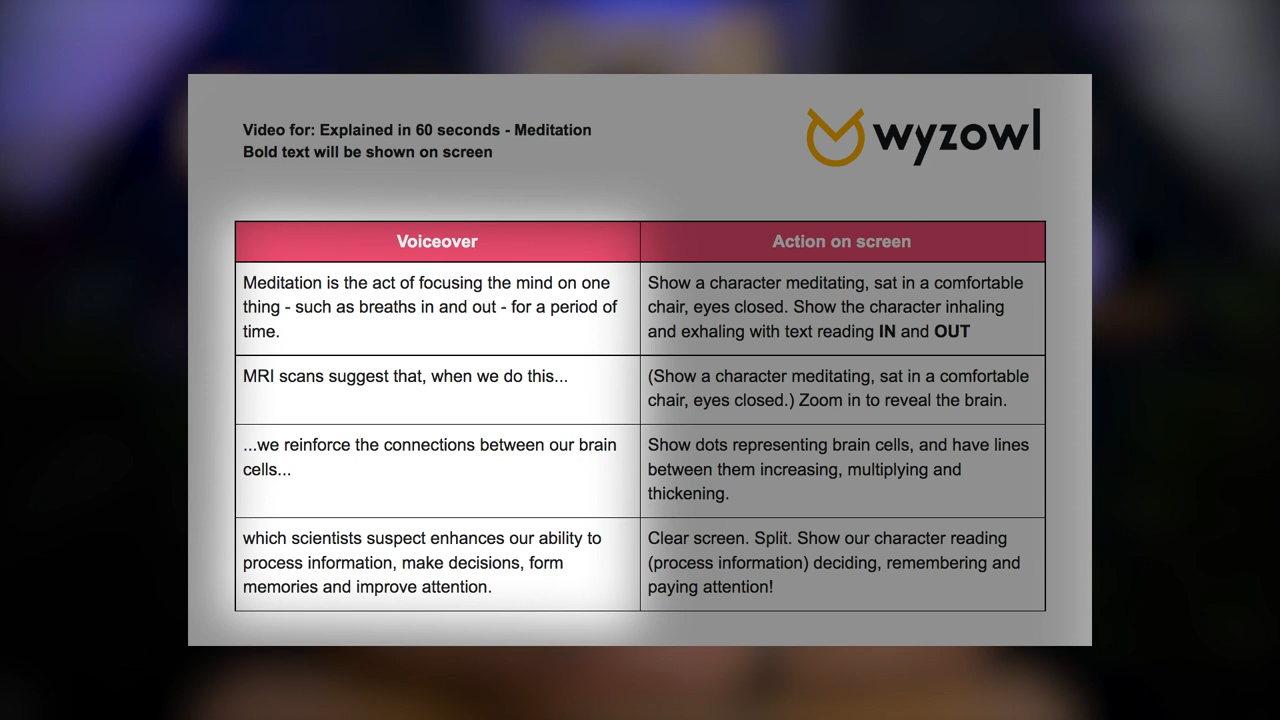 Video for: Explained in 60 seconds - Meditation
Bold text will be shown on screen
wyzowl
Voiceover
Action on screen
Meditation is the act of focusing the mind on one
thing - such as breaths in and out - for a period of
time.
Show a character meditating, sat in a comfortable
chair, eyes closed. Show the character inhaling
and exhaling with text reading IN and OUT
MRI scans suggest that, when we do this...
(Show a character meditating, sat in a comfortable
chair, eyes closed.) Zoom in to reveal the brain.
...we reinforce the connections between our brain
cells...
Show dots representing brain cells, and have lines
between them increasing, multiplying and
thickening.
which scientists suspect enhances our ability to
process information, make decisions, form
memories and improve attention.
Clear screen. Split. Show our character reading
(process information) deciding, remembering and
paying attention!